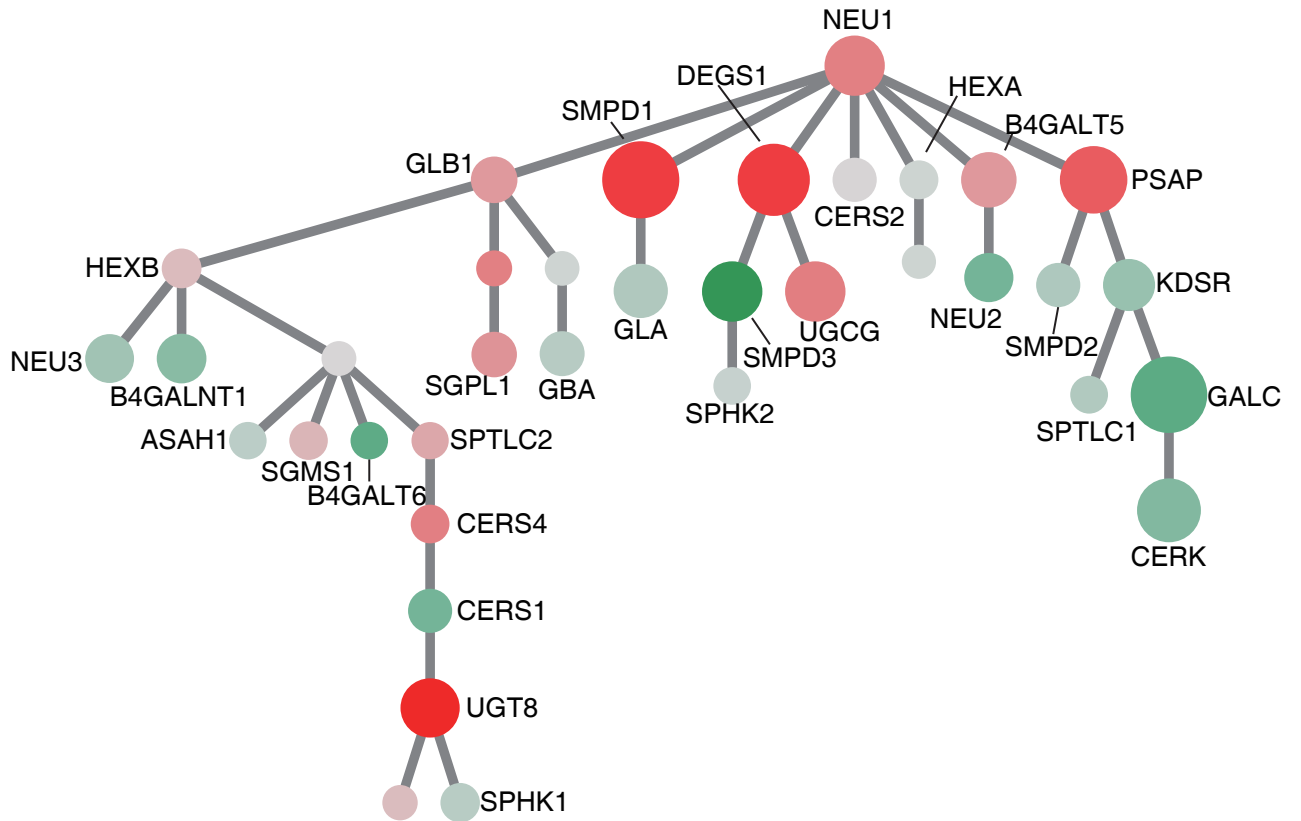 NEU1
DEGS1
HEXA
SMPD1
B4GALT5
GLB1
PSAP
CERS2
HEXB
KDSR
NEU2
GLA
UGCG
SMPD3
SMPD2
NEU3
B4GALNT1
SGPL1
GBA
SPHK2
GALC
SPTLC1
ASAH1
SPTLC2
SGMS1
B4GALT6
CERS4
CERK
CERS1
UGT8
SPHK1